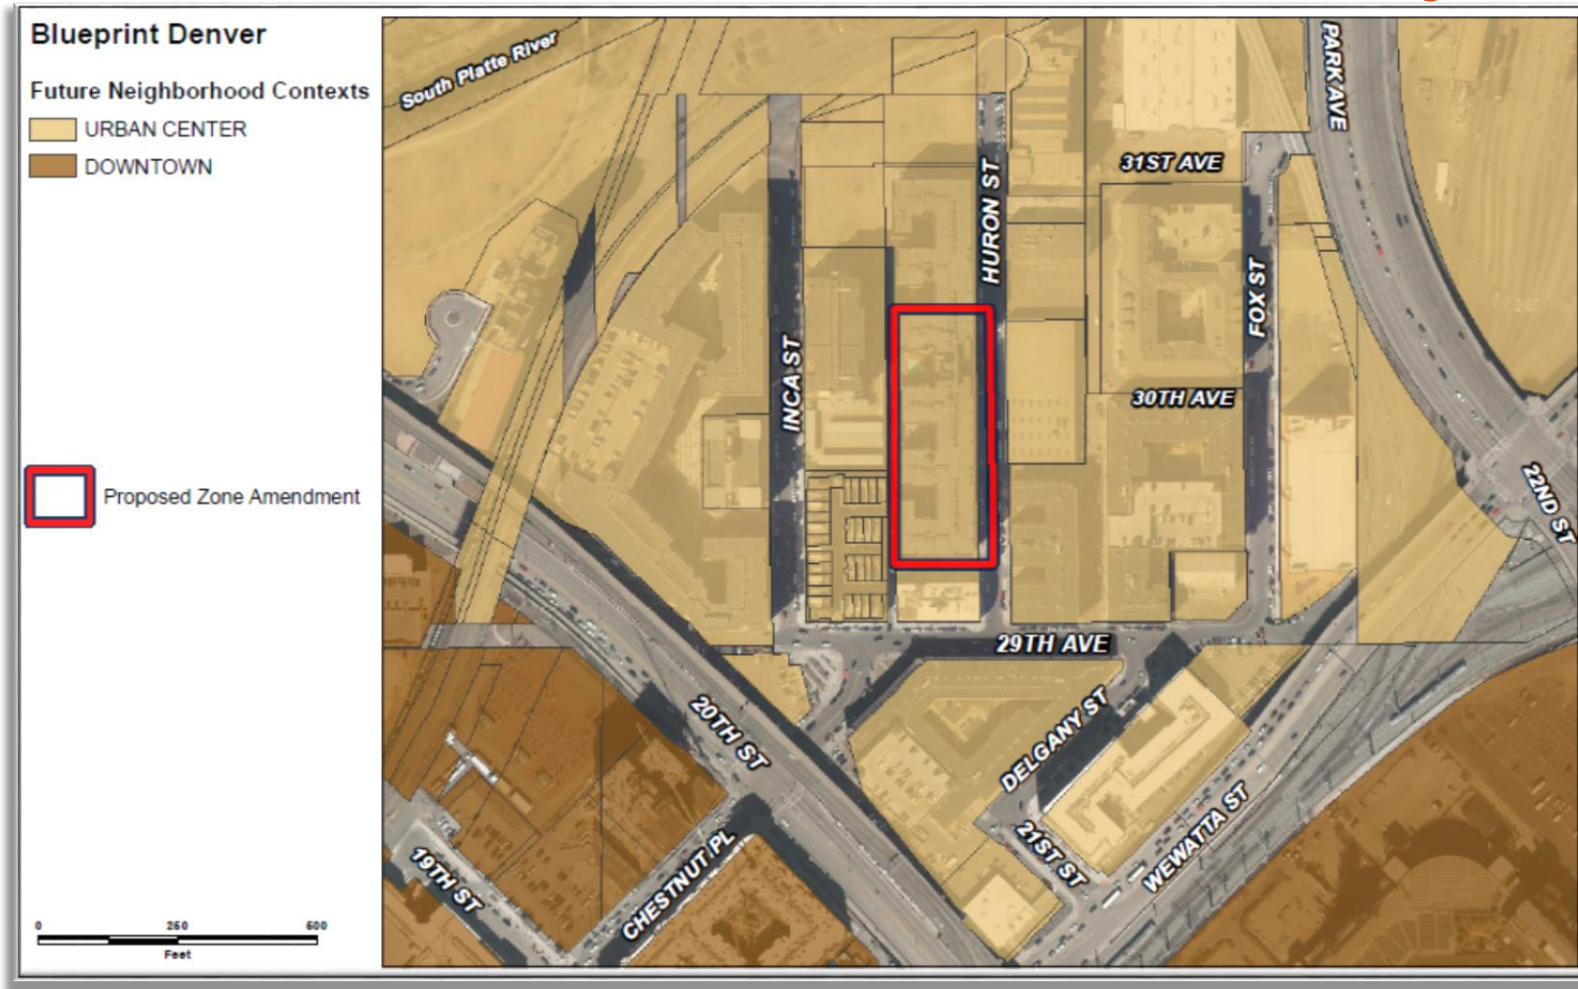 Blueprint Denver
Future Neighborhood Contexts
URBAN CENTER
DOWNTOWN
Proposed Zone Amendment
0 250 500
Feet
South Platte River
PARK AVE
31ST AVE
HURON ST
FOX ST
INCA ST
30TH AVE
22ND ST
29TH AVE
20TH ST
DELGANY ST
21ST ST
WEWATTA ST
CHESTNUT PL
19TH ST